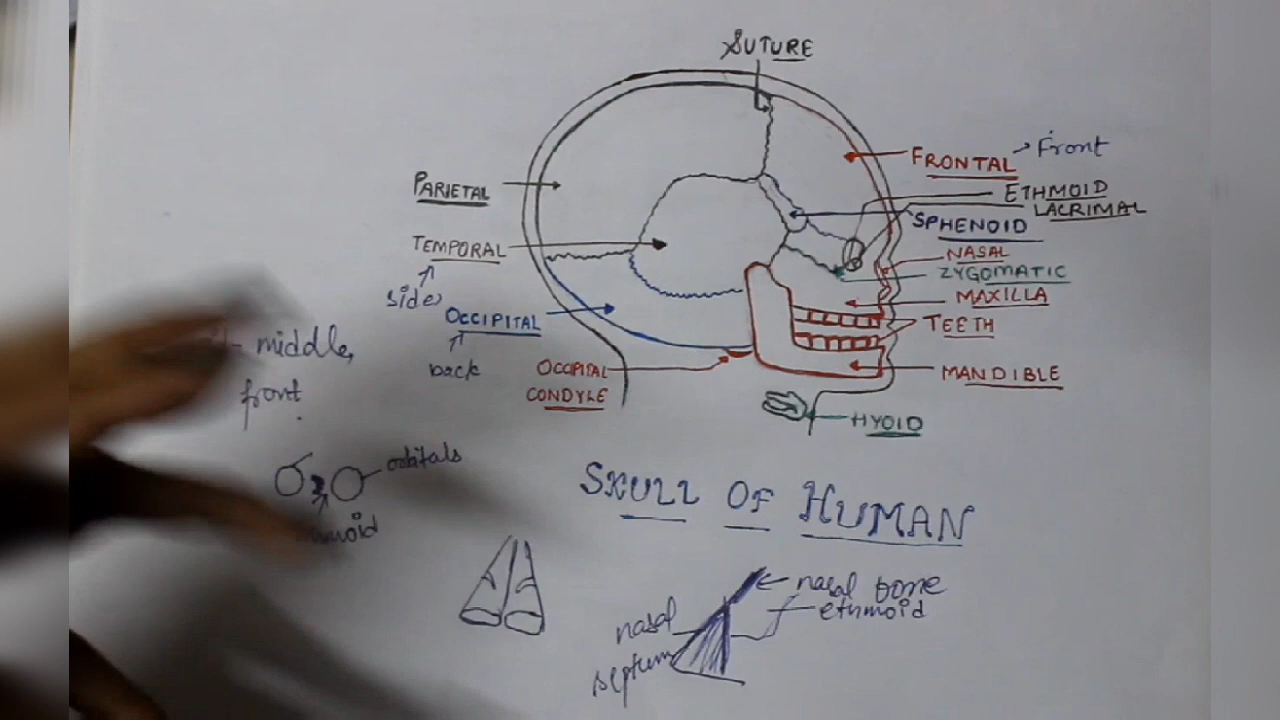 SUTURE
FRONTAL → Front
PARIETAL
ETHMOID
LACRIMAL
SPHENOID
TEMPORAL
NASAL
ZYGOMATIC
sides
MAXILLA
OCCIPITAL
TEETH
middle,
back
OCCIPITAL
CONDYLE
MANDIBLE
front
HYOID
orbitals
SKULL OF HUMAN
nasal bone
ethmoid
nasal
septum